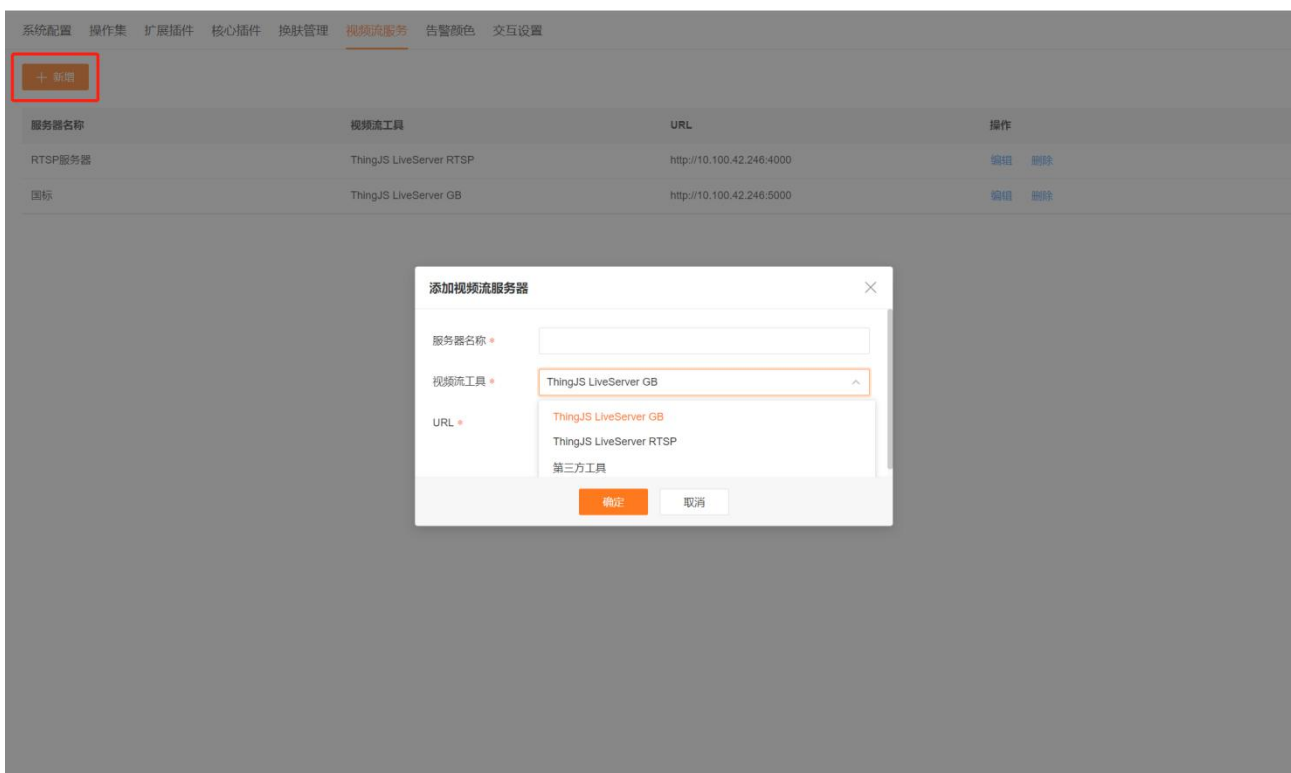 系统配置 操作集 扩展插件 核心插件 换肤管理 视频流服务 告警颜色 交互设置
+ 新增
服务器名称 视频流工具 URL 操作
RTSP服务器 ThingJS LiveServer RTSP http://10.100.42.246:4000 编辑 删除
国标 ThingJS LiveServer GB http://10.100.42.246:5000 编辑 删除
添加视频流服务器
服务器名称 *
视频流工具 * ThingJS LiveServer GB
URL * ThingJS LiveServer GB
ThingJS LiveServer RTSP
第三方工具
确定 取消